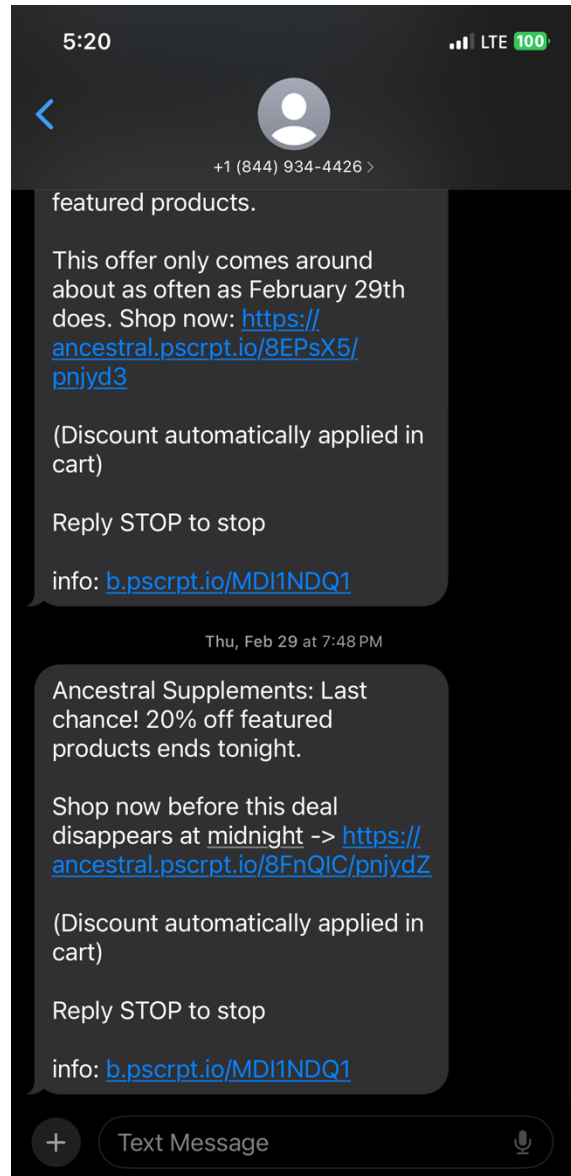 5:20
LTE 100
+1 (844) 934-4426 >
featured products.
This offer only comes around
about as often as February 29th
does. Shop now: https://
ancestral.pscrpt.io/8EPsX5/
pnjyd3
(Discount automatically applied in
cart)
Reply STOP to stop
info: b.pscrpt.io/MDI1NDQ1
Thu, Feb 29 at 7:48 PM
Ancestral Supplements: Last
chance! 20% off featured
products ends tonight.
Shop now before this deal
disappears at midnight -> https://
ancestral.pscrpt.io/8FnQIC/pnjydZ
(Discount automatically applied in
cart)
Reply STOP to stop
info: b.pscrpt.io/MDI1NDQ1
Text Message